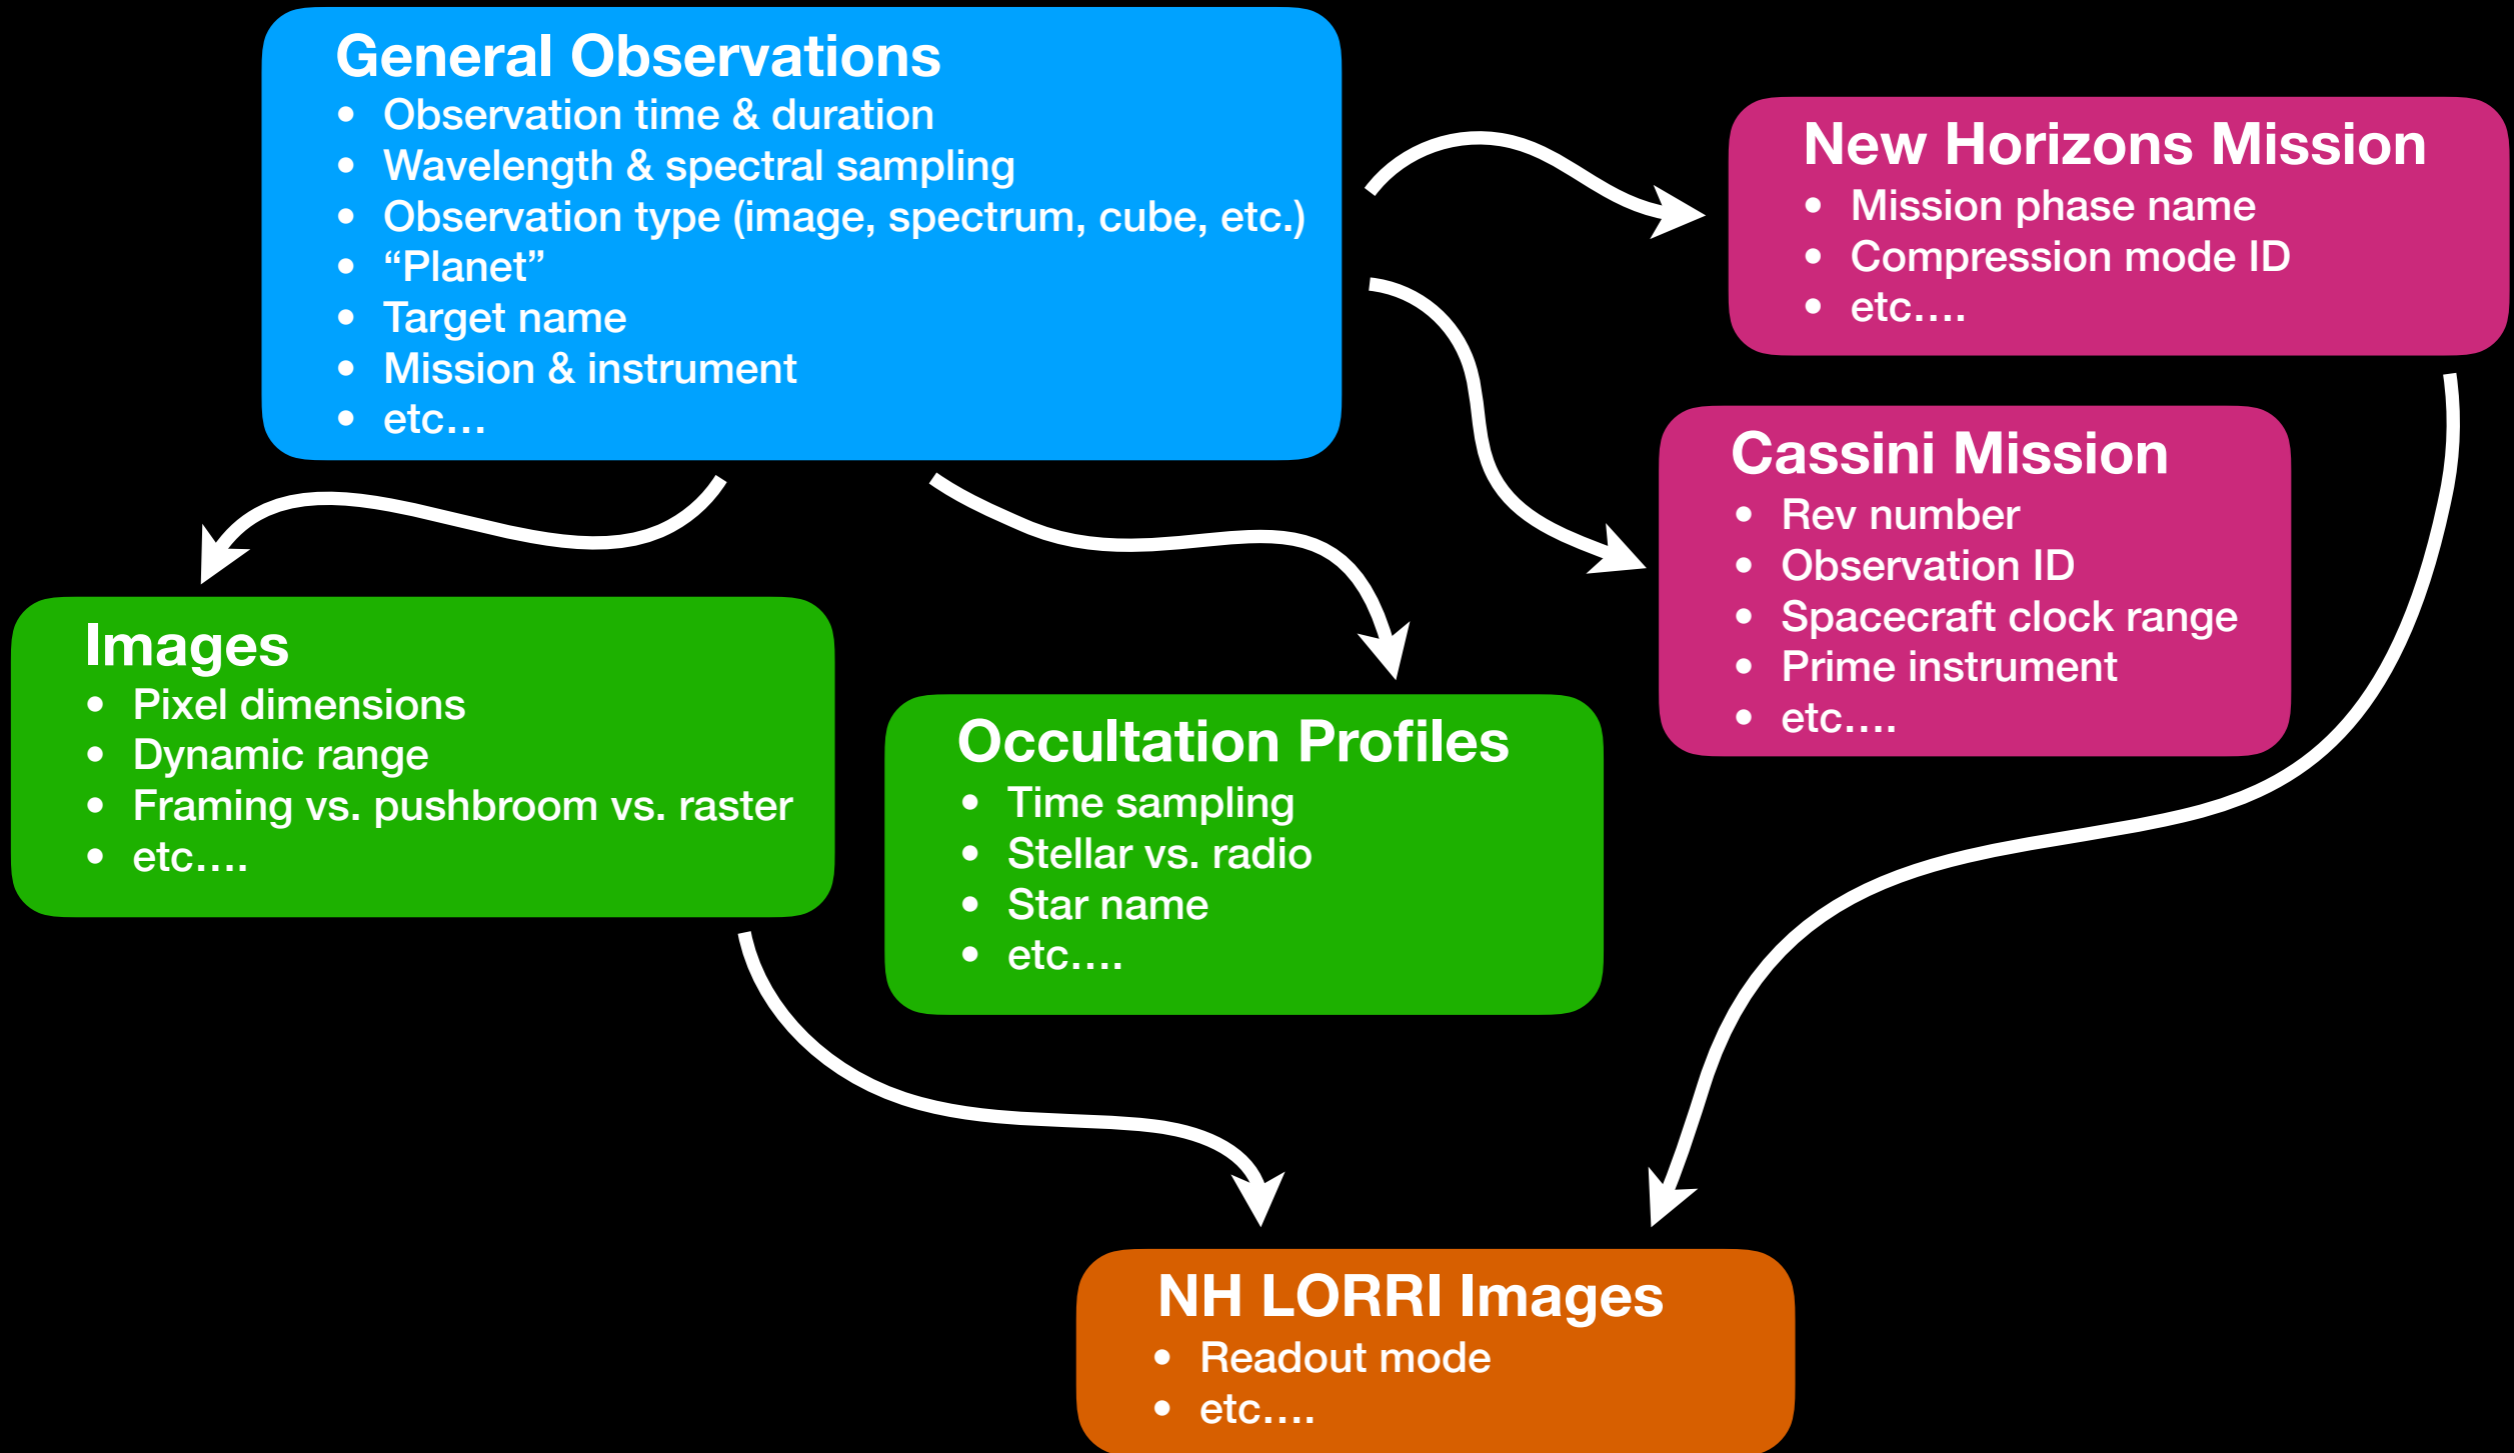 General Observations
• Observation time & duration
• Wavelength & spectral sampling
• Observation type (image, spectrum, cube, etc.)
• “Planet”
• Target name
• Mission & instrument
• etc…
New Horizons Mission
• Mission phase name
• Compression mode ID
• etc….
Cassini Mission
• Rev number
• Observation ID
• Spacecraft clock range
• Prime instrument
• etc….
Images
• Pixel dimensions
• Dynamic range
• Framing vs. pushbroom vs. raster
• etc….
Occultation Profiles
• Time sampling
• Stellar vs. radio
• Star name
• etc….
NH LORRI Images
• Readout mode
• etc….